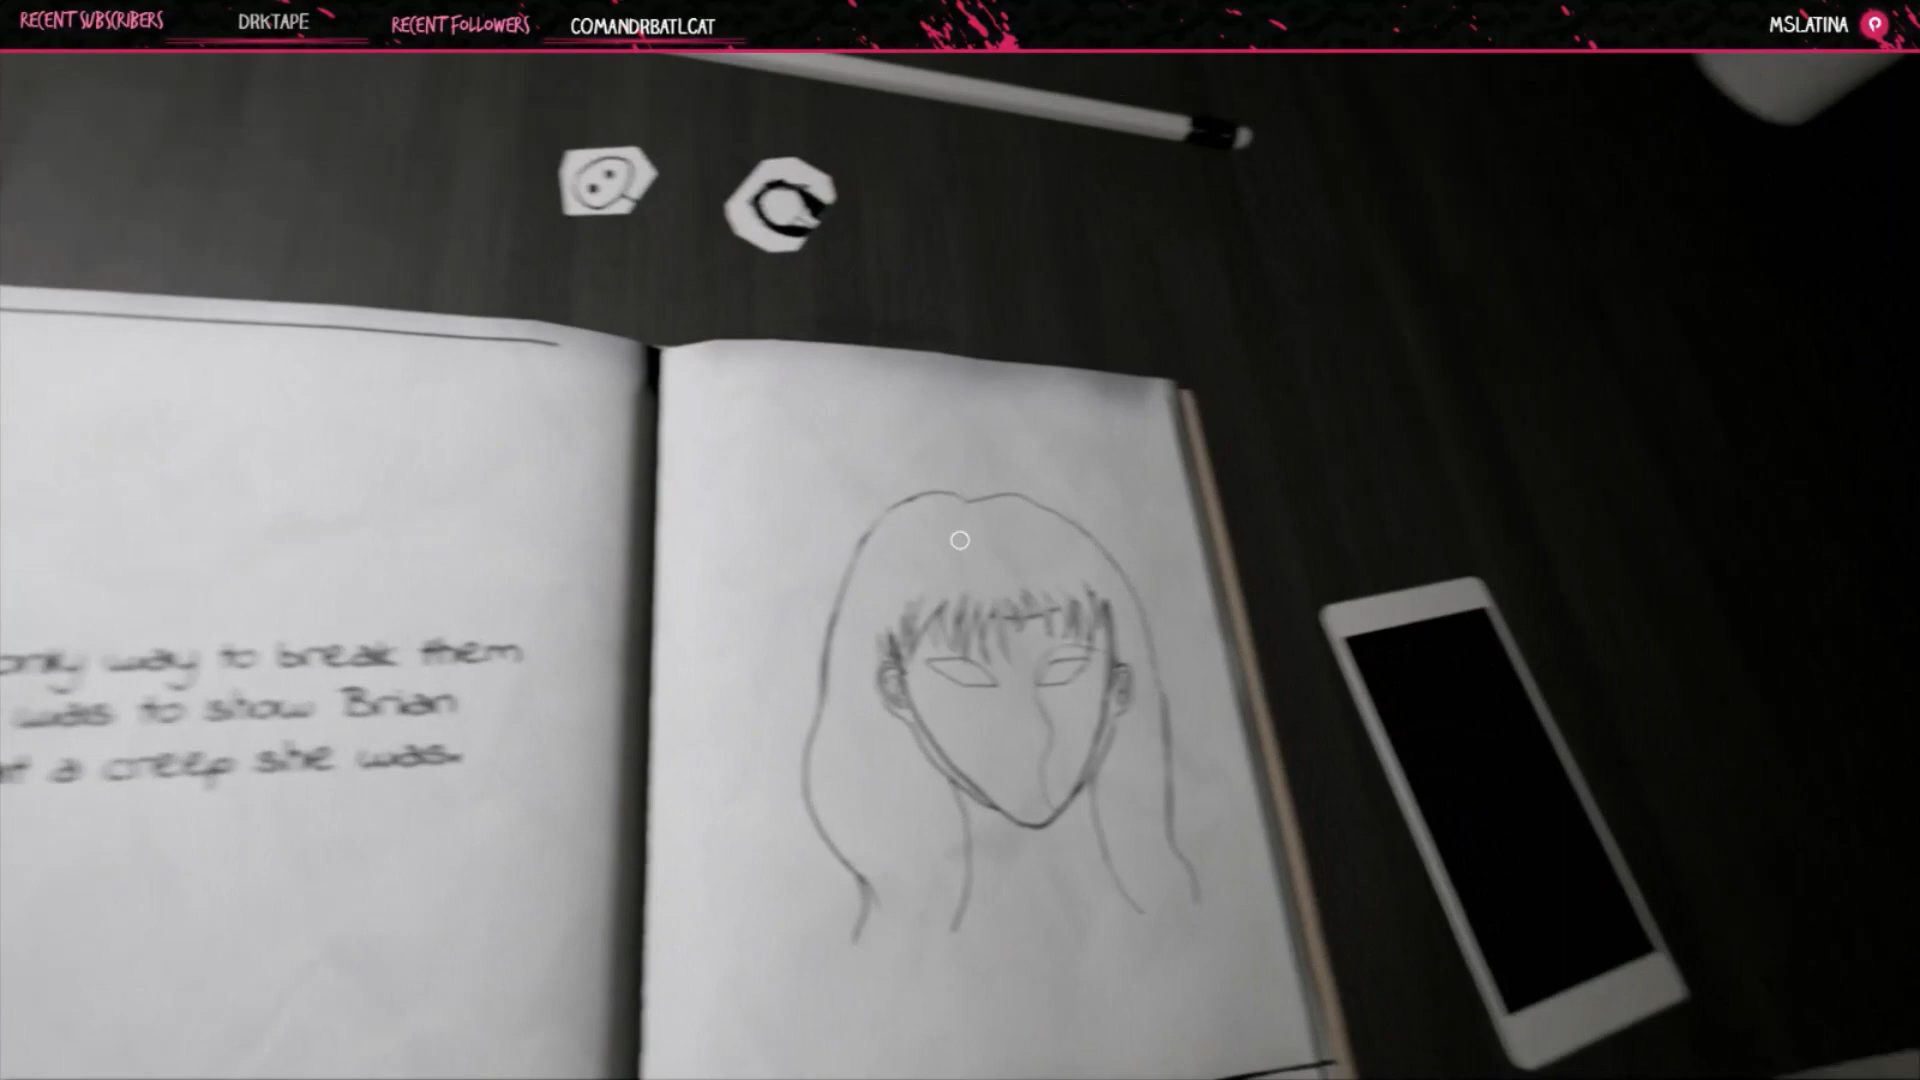 RECENT SUBSCRIBERS DRKTAPE RECENT FOLLOWERS COMANDRBATLCAT MSLATINA
only way to break them
was to show Brian
a creep she was.